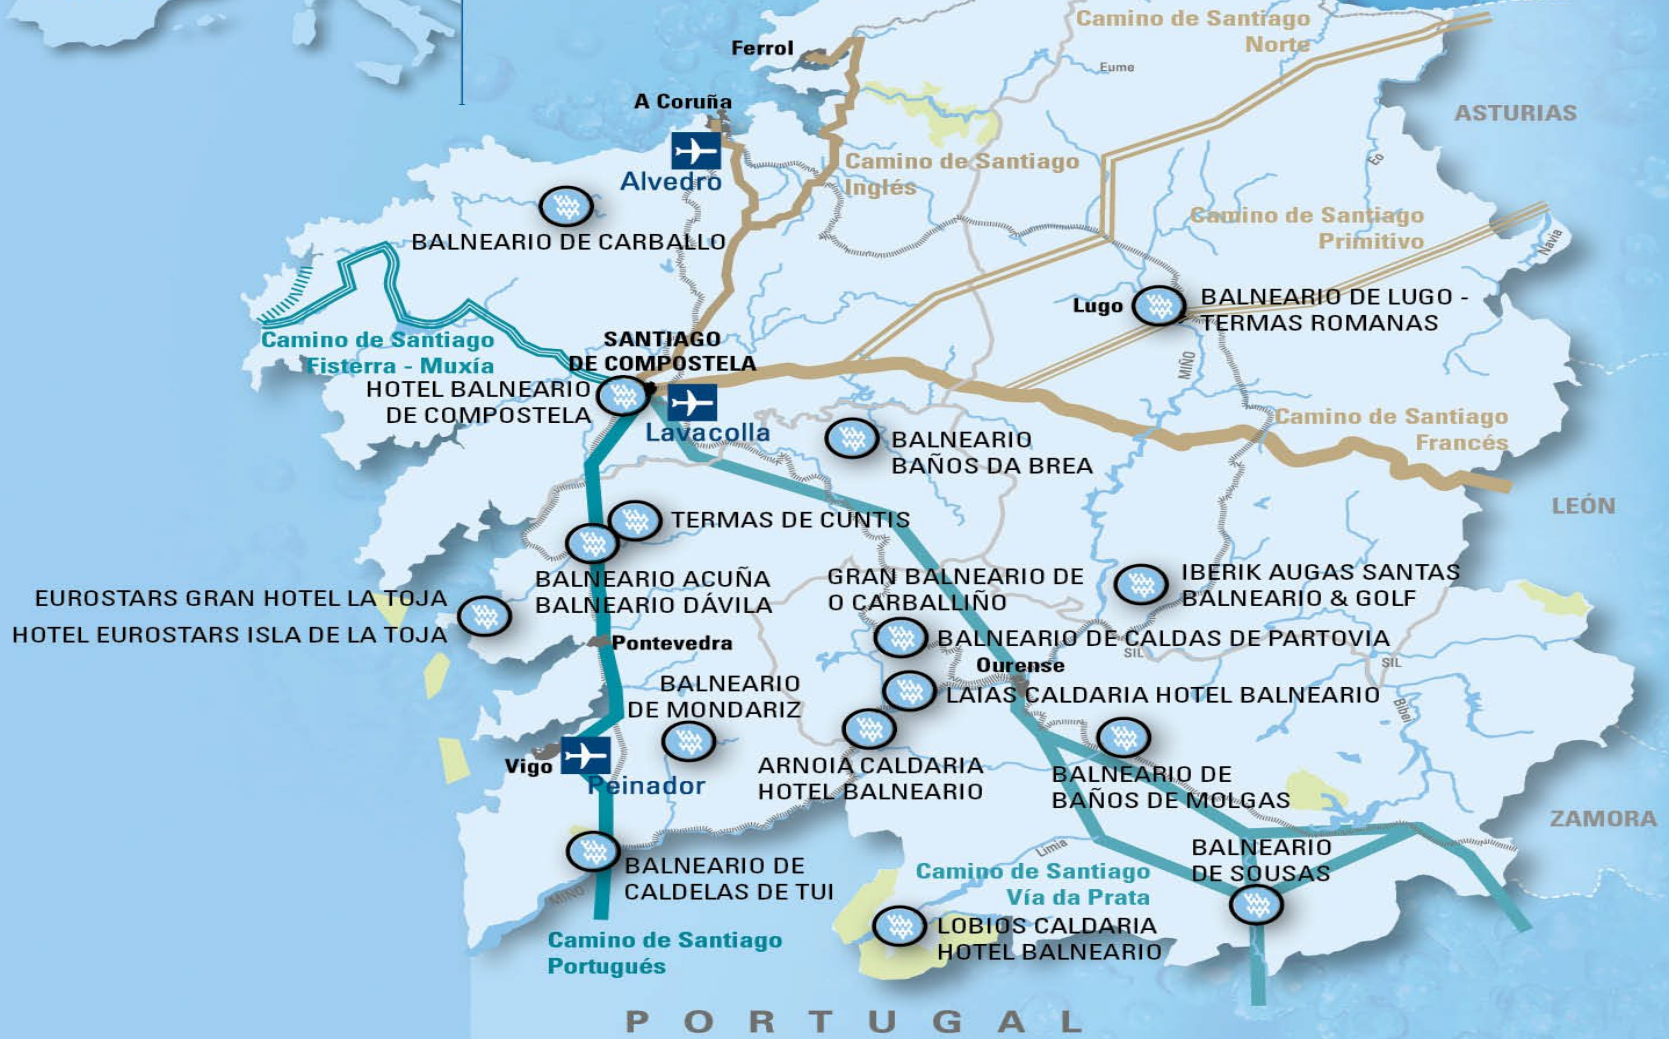 Camino de Santiago
Norte
Ferrol
Eume
A Coruña
ASTURIAS
Eo
Camino de Santiago
Inglés
Alvedro
Camino de Santiago
Primitivo
Navia
BALNEARIO DE CARBALLO
Lugo
BALNEARIO DE LUGO -
TERMAS ROMANAS
Camino de Santiago
Fisterra - Muxía
SANTIAGO
DE COMPOSTELA
MIÑO
HOTEL BALNEARIO
DE COMPOSTELA
Lavacolla
Camino de Santiago
Francés
BALNEARIO
BAÑOS DA BREA
LEÓN
TERMAS DE CUNTIS
BALNEARIO ACUÑA
BALNEARIO DÁVILA
GRAN BALNEARIO DE
O CARBALLIÑO
IBERIK AUGAS SANTAS
BALNEARIO & GOLF
EUROSTARS GRAN HOTEL LA TOJA
HOTEL EUROSTARS ISLA DE LA TOJA
Pontevedra
BALNEARIO DE CALDAS DE PARTOVIA
SIL
SIL
Ourense
BALNEARIO
DE MONDARIZ
LAIAS CALDARIA HOTEL BALNEARIO
Bibei
Vigo
Peinador
ARNOIA CALDARIA
HOTEL BALNEARIO
BALNEARIO DE
BAÑOS DE MOLGAS
ZAMORA
Limia
BALNEARIO
DE SOUSAS
BALNEARIO DE
CALDELAS DE TUI
MIÑO
Camino de Santiago
Vía da Prata
Camino de Santiago
Portugués
LOBIOS CALDARIA
HOTEL BALNEARIO
PORTUGAL